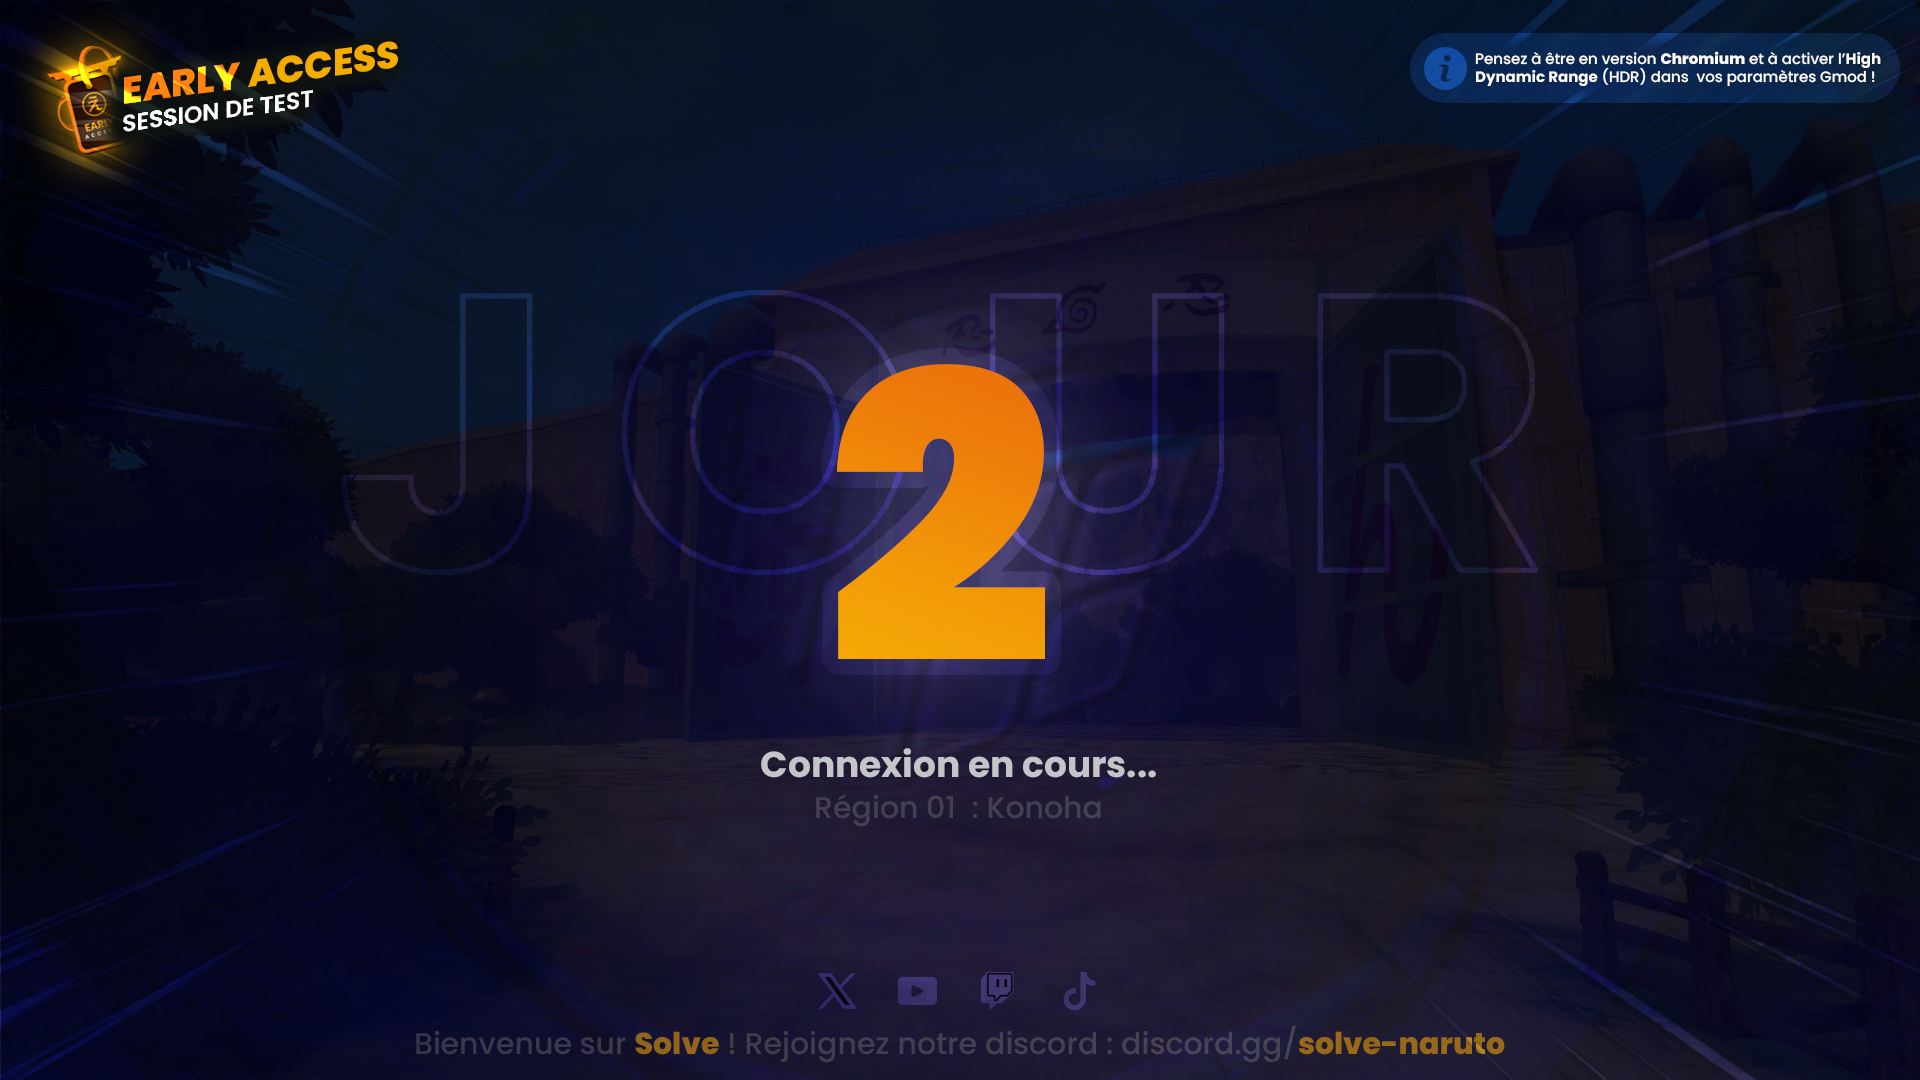 EARLY ACCESS
SESSION DE TEST
Pensez à être en version Chromium et à activer l’High
Dynamic Range (HDR) dans vos paramètres Gmod !
JOUR
2
Connexion en cours...
Région 01 : Konoha
Bienvenue sur Solve ! Rejoignez notre discord : discord.gg/solve-naruto